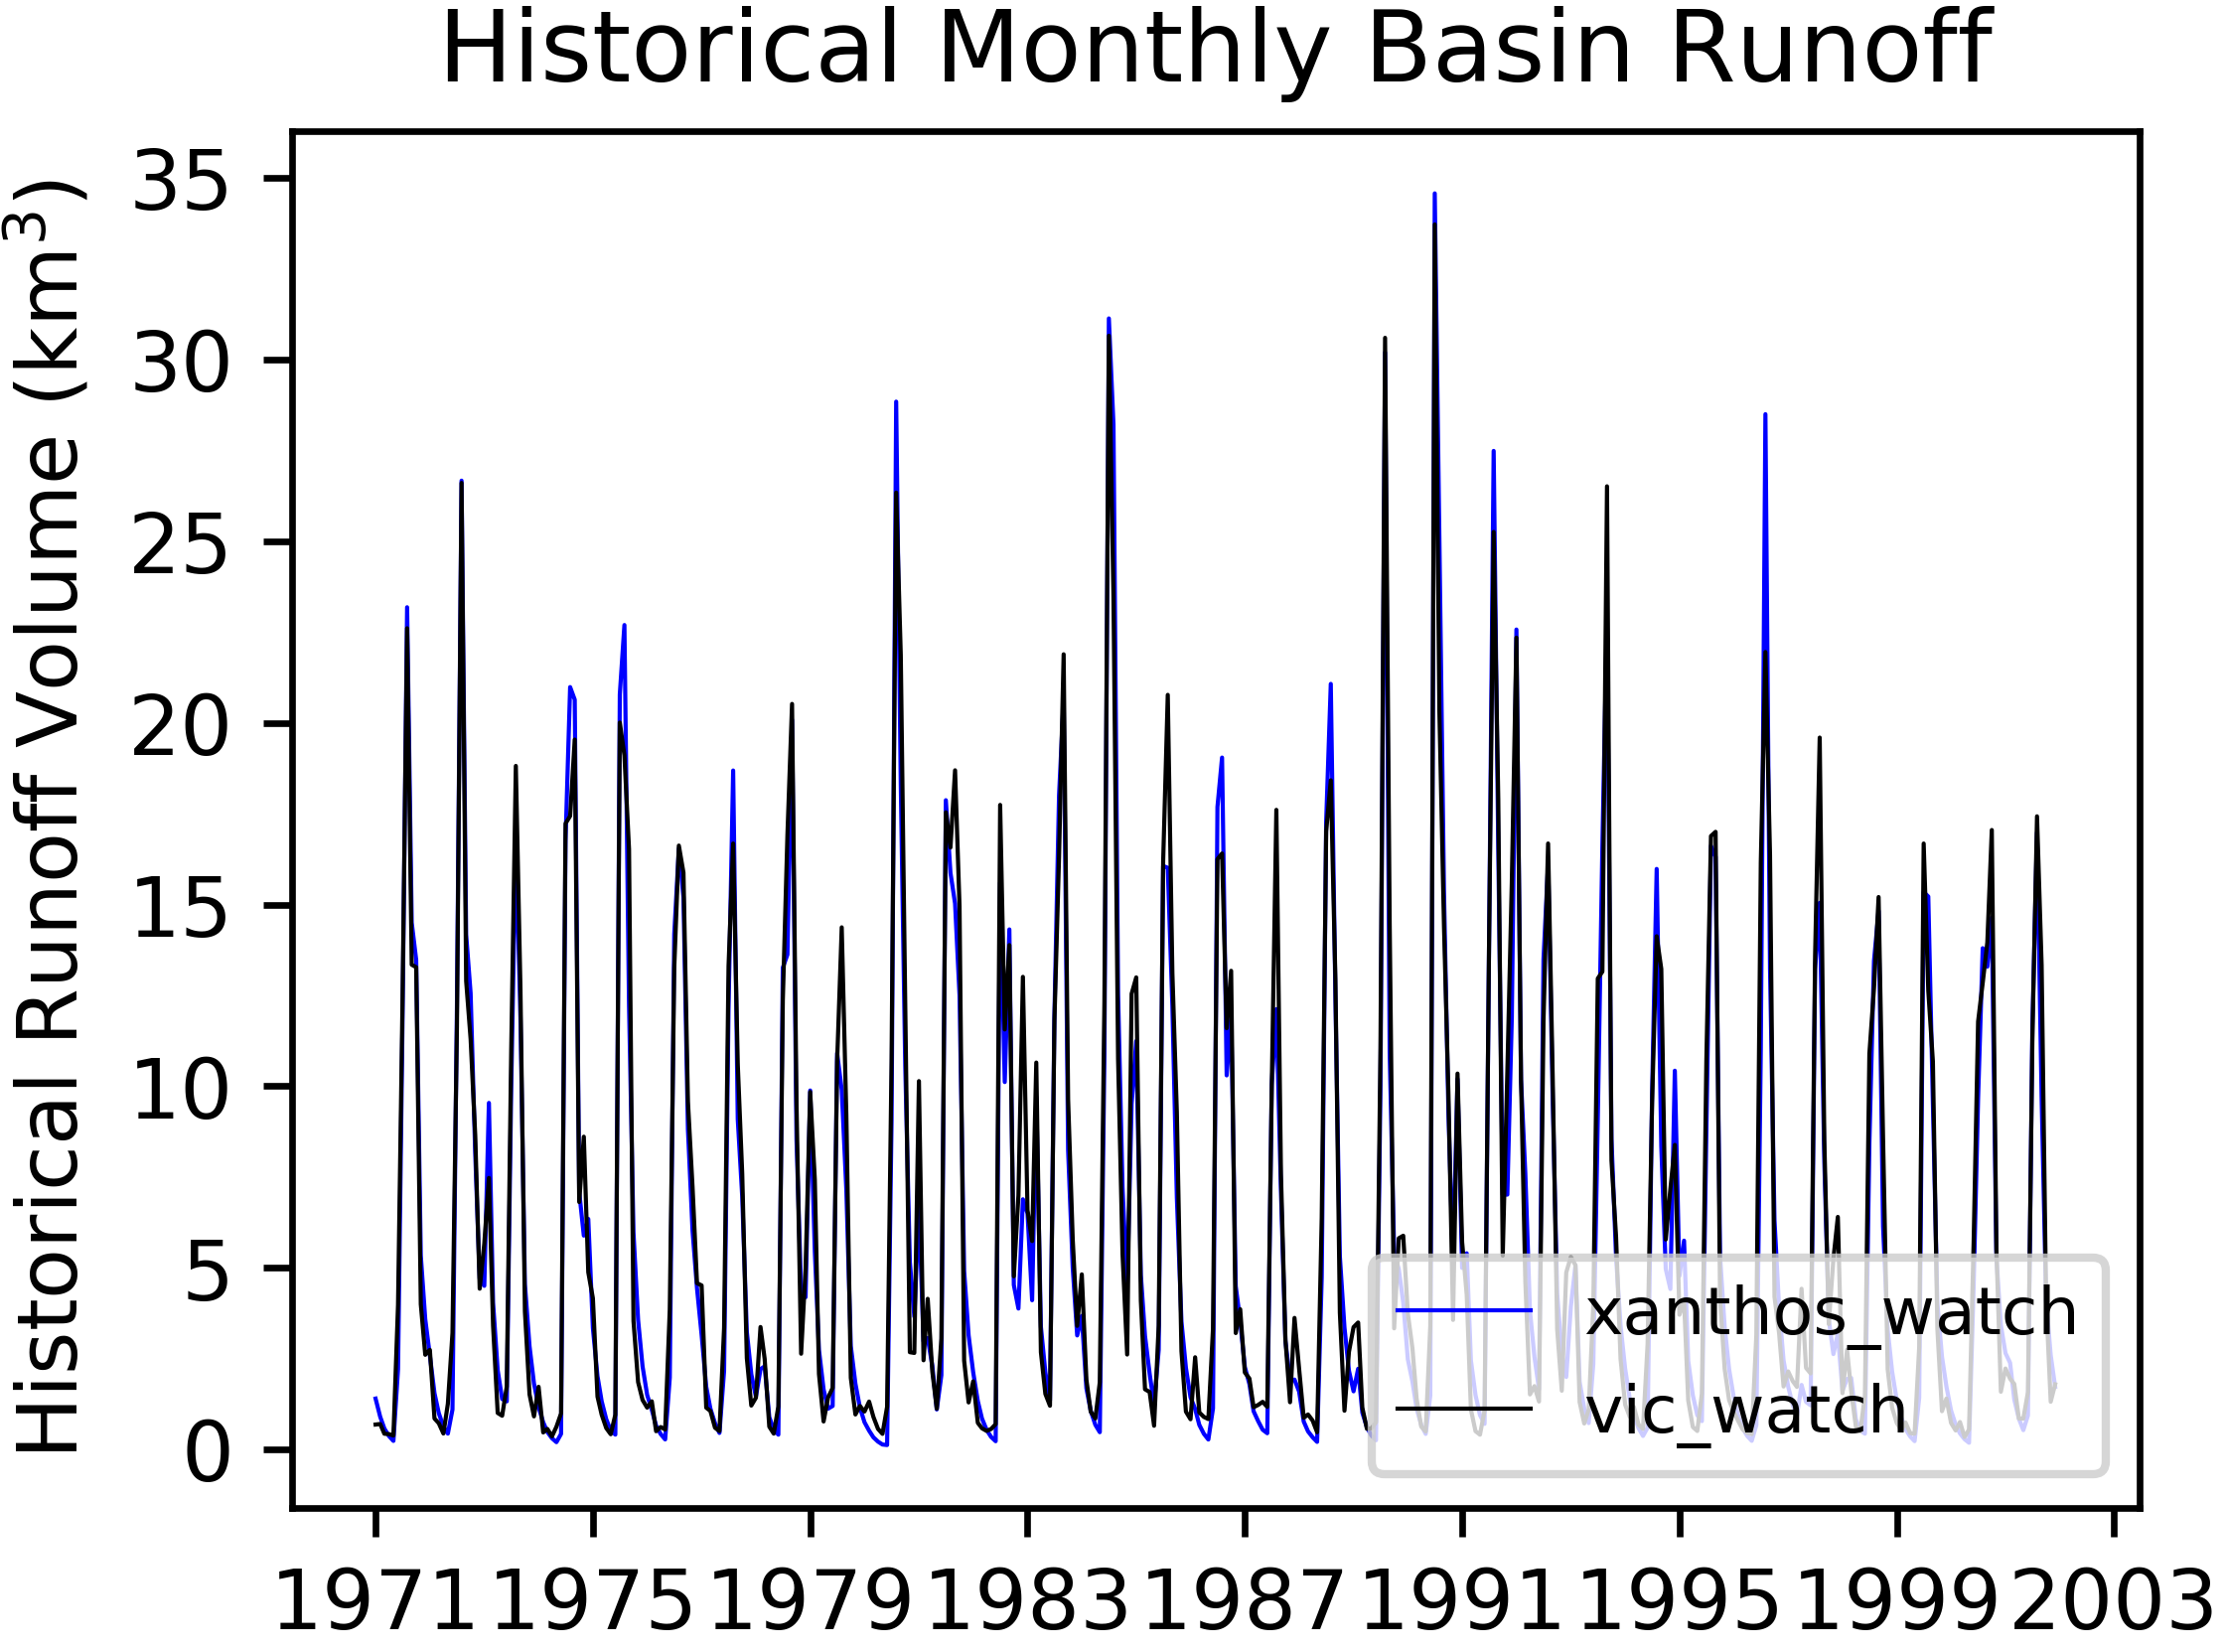 Historical Monthly Basin Runoff
Historical Runoff Volume (km³)
35
30
25
20
15
10
5
0
xanthos_watch
vic_watch
1971 1975 1979 1983 1987 1991 1995 1999 2003